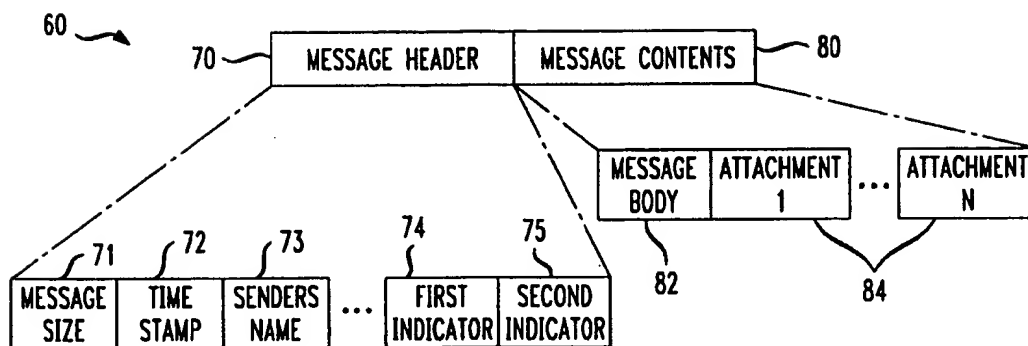 60
70 MESSAGE HEADER MESSAGE CONTENTS 80
MESSAGE BODY ATTACHMENT 1 ... ATTACHMENT N
82 84
71 72 73 74 75
MESSAGE SIZE TIME STAMP SENDERS NAME ... FIRST INDICATOR SECOND INDICATOR